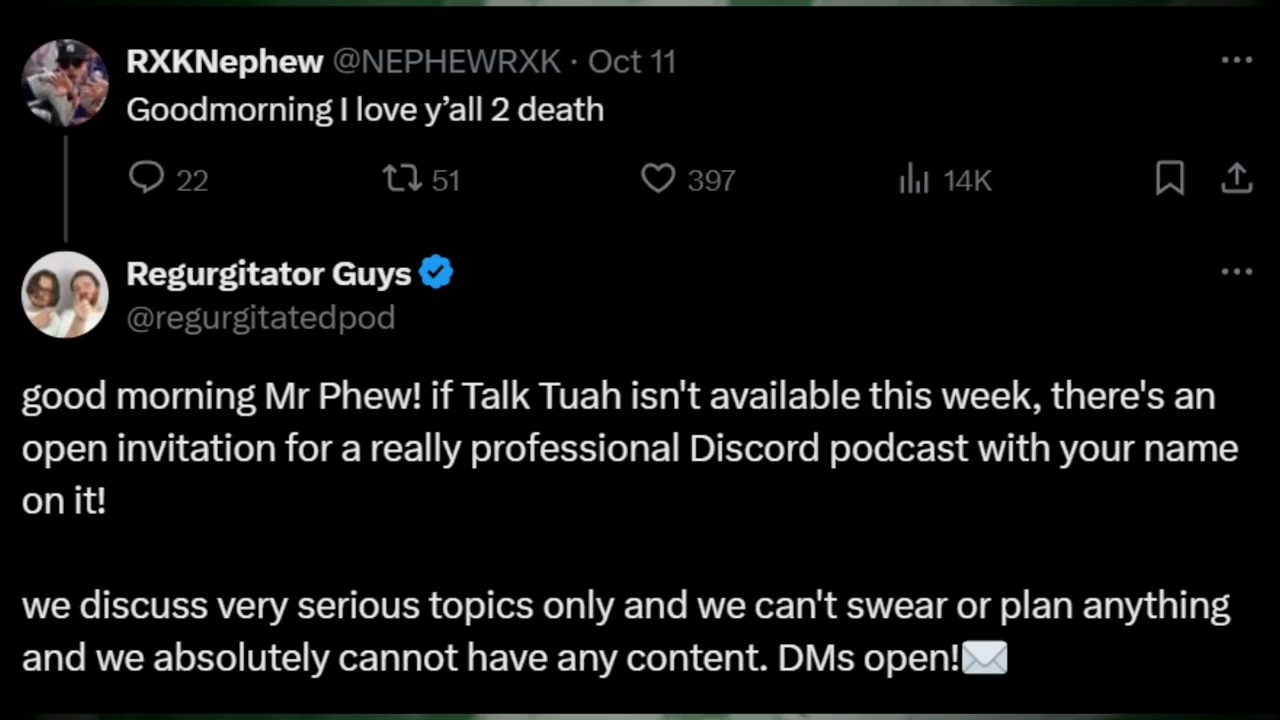 RXKNephew @NEPHEWRXK · Oct 11
Goodmorning I love y’all 2 death
22 51 397 14K
Regurgitator Guys
@regurgitatedpod
good morning Mr Phew! if Talk Tuah isn't available this week, there's an
open invitation for a really professional Discord podcast with your name
on it!
we discuss very serious topics only and we can't swear or plan anything
and we absolutely cannot have any content. DMs open!✉️